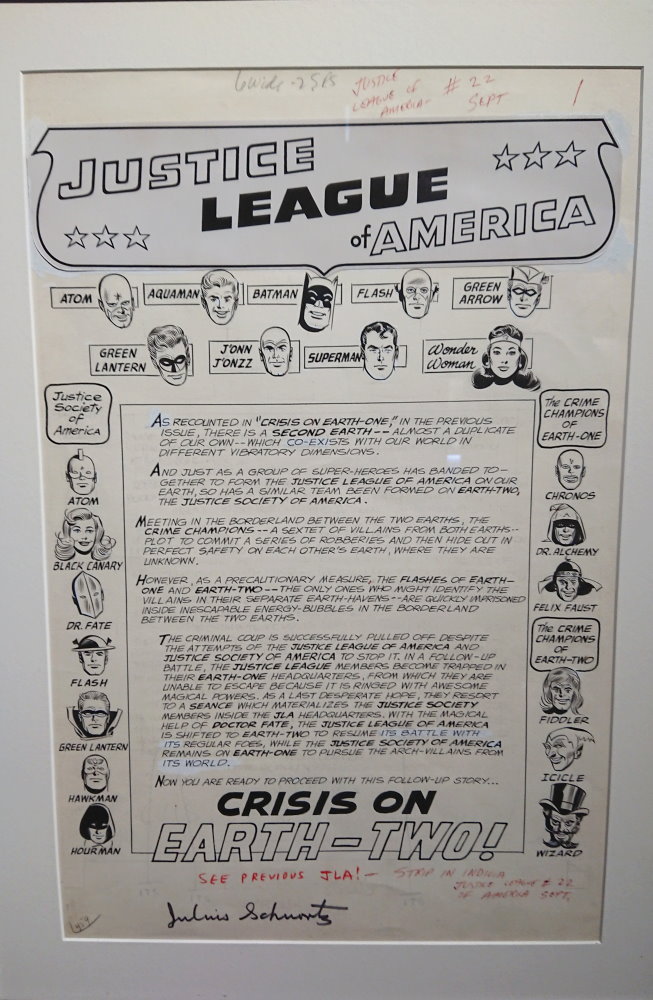 JUSTICE
LEAGUE OF
AMERICA-
# 22
SEPT
1
JUSTICE
LEAGUE
of AMERICA
ATOM
AQUAMAN
BATMAN
FLASH
GREEN
ARROW
GREEN
LANTERN
J'ONN
J'ONZZ
SUPERMAN
Wonder
Woman
Justice
Society
of
America
ATOM
BLACK CANARY
DR. FATE
FLASH
GREEN LANTERN
HAWKMAN
HOURMAN
AS RECOUNTED IN "CRISIS ON EARTH-ONE," IN THE PREVIOUS
ISSUE, THERE IS A SECOND EARTH -- ALMOST A DUPLICATE
OF OUR OWN -- WHICH CO-EXISTS WITH OUR WORLD IN
DIFFERENT VIBRATORY DIMENSIONS.
AND JUST AS A GROUP OF SUPER-HEROES HAS BANDED TO-
GETHER TO FORM THE JUSTICE LEAGUE OF AMERICA ON OUR
EARTH, SO HAS A SIMILAR TEAM BEEN FORMED ON EARTH-TWO,
THE JUSTICE SOCIETY OF AMERICA.
MEETING IN THE BORDERLAND BETWEEN THE TWO EARTHS, THE
CRIME CHAMPIONS -- A SEXTET OF VILLAINS FROM BOTH EARTHS --
PLOT TO COMMIT A SERIES OF ROBBERIES AND THEN HIDE OUT IN
PERFECT SAFETY ON EACH OTHER'S EARTH, WHERE THEY ARE
UNKNOWN.
HOWEVER, AS A PRECAUTIONARY MEASURE, THE FLASHES OF EARTH-
ONE AND EARTH-TWO -- THE ONLY ONES WHO MIGHT IDENTIFY THE
VILLAINS IN THEIR SEPARATE EARTH-HAVENS -- ARE QUICKLY IMPRISONED
INSIDE INESCAPABLE ENERGY-BUBBLES IN THE BORDERLAND
BETWEEN THE TWO EARTHS.
THE CRIMINAL COUP IS SUCCESSFULLY PULLED OFF DESPITE
THE ATTEMPTS OF THE JUSTICE LEAGUE OF AMERICA AND
JUSTICE SOCIETY OF AMERICA TO STOP IT. IN A FOLLOW-UP
BATTLE, THE JUSTICE LEAGUE MEMBERS BECOME TRAPPED IN
THEIR EARTH-ONE HEADQUARTERS, FROM WHICH THEY ARE
UNABLE TO ESCAPE BECAUSE IT IS RINGED WITH AWESOME
MAGICAL POWERS. AS A LAST DESPERATE HOPE, THEY RESORT
TO A SEANCE WHICH MATERIALIZES THE JUSTICE SOCIETY
MEMBERS INSIDE THE JLA HEADQUARTERS. WITH THE MAGICAL
HELP OF DOCTOR FATE, THE JUSTICE LEAGUE OF AMERICA
IS SHIFTED TO EARTH-TWO TO RESUME ITS BATTLE WITH
ITS REGULAR FOES, WHILE THE JUSTICE SOCIETY OF AMERICA
REMAINS ON EARTH-ONE TO PURSUE THE ARCH-VILLAINS FROM
ITS WORLD.
NOW YOU ARE READY TO PROCEED WITH THIS FOLLOW-UP STORY...
CRISIS ON
EARTH-TWO!
The CRIME
CHAMPIONS
OF
EARTH-ONE
CHRONOS
DR. ALCHEMY
FELIX FAUST
The CRIME
CHAMPIONS
OF
EARTH-TWO
FIDDLER
ICICLE
WIZARD
SEE PREVIOUS JLA! -
STRIP IN INDICIA
JUSTICE LEAGUE # 22
OF AMERICA SEPT.
Julius Schwartz